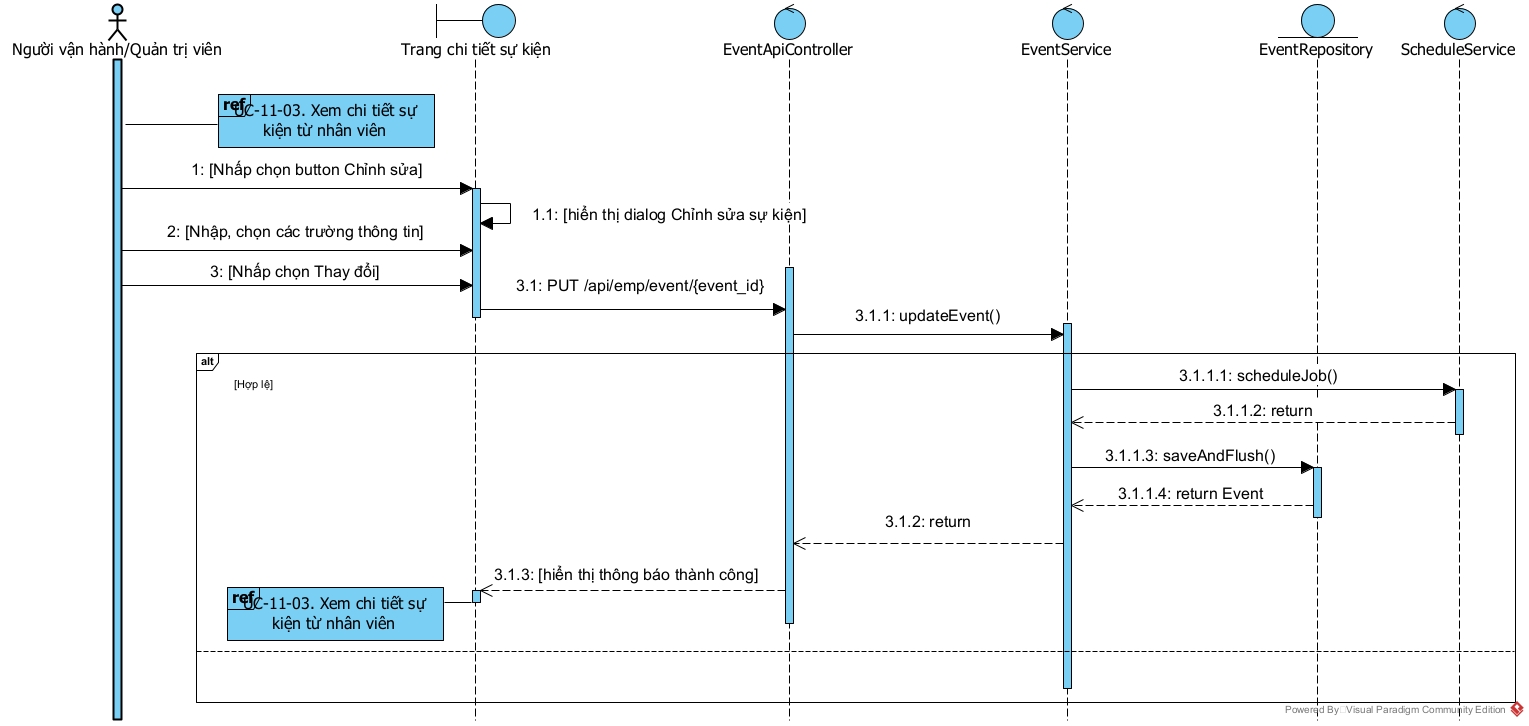 Người vận hành/Quản trị viên
Trang chi tiết sự kiện
EventApiController
EventService
EventRepository
ScheduleService
ref
UC-11-03. Xem chi tiết sự
kiện từ nhân viên
1: [Nhấp chọn button Chỉnh sửa]
1.1: [hiển thị dialog Chỉnh sửa sự kiện]
2: [Nhập, chọn các trường thông tin]
3: [Nhấp chọn Thay đổi]
3.1: PUT /api/emp/event/{event_id}
3.1.1: updateEvent()
alt
[Hợp lệ]
3.1.1.1: scheduleJob()
3.1.1.2: return
3.1.1.3: saveAndFlush()
3.1.1.4: return Event
3.1.2: return
3.1.3: [hiển thị thông báo thành công]
ref
UC-11-03. Xem chi tiết sự
kiện từ nhân viên
Powered By Visual Paradigm Community Edition